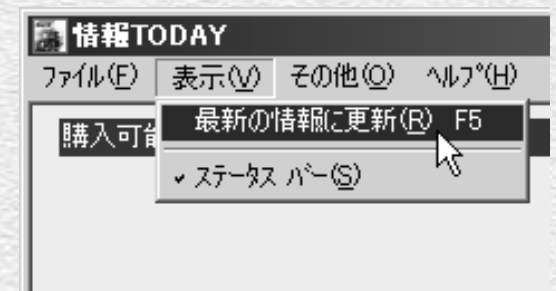 情報TODAY
ﾌｧｲﾙ(F) 表示(V) その他(O) ﾍﾙﾌﾟ(H)
最新の情報に更新(R) F5
購入可能
✓ ｽﾃｰﾀｽ ﾊﾞｰ(S)